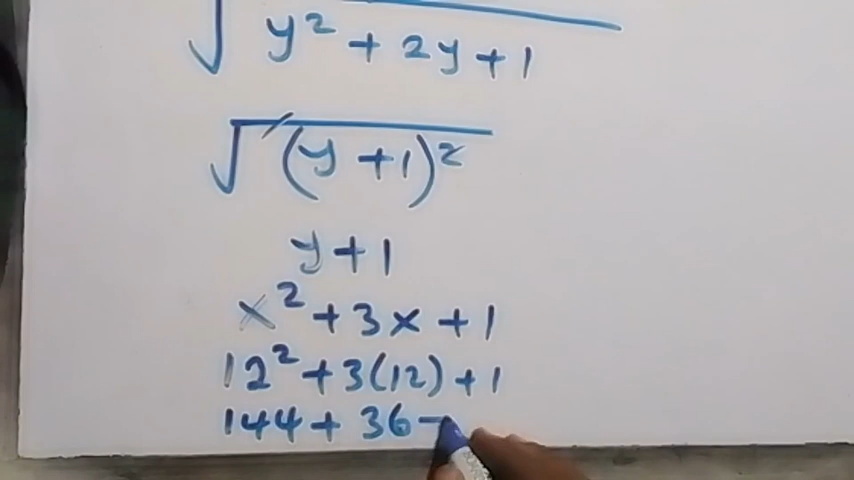 √y² + 2y + 1
√(y + 1)²
y + 1
x² + 3x + 1
12² + 3(12) + 1
144 + 36